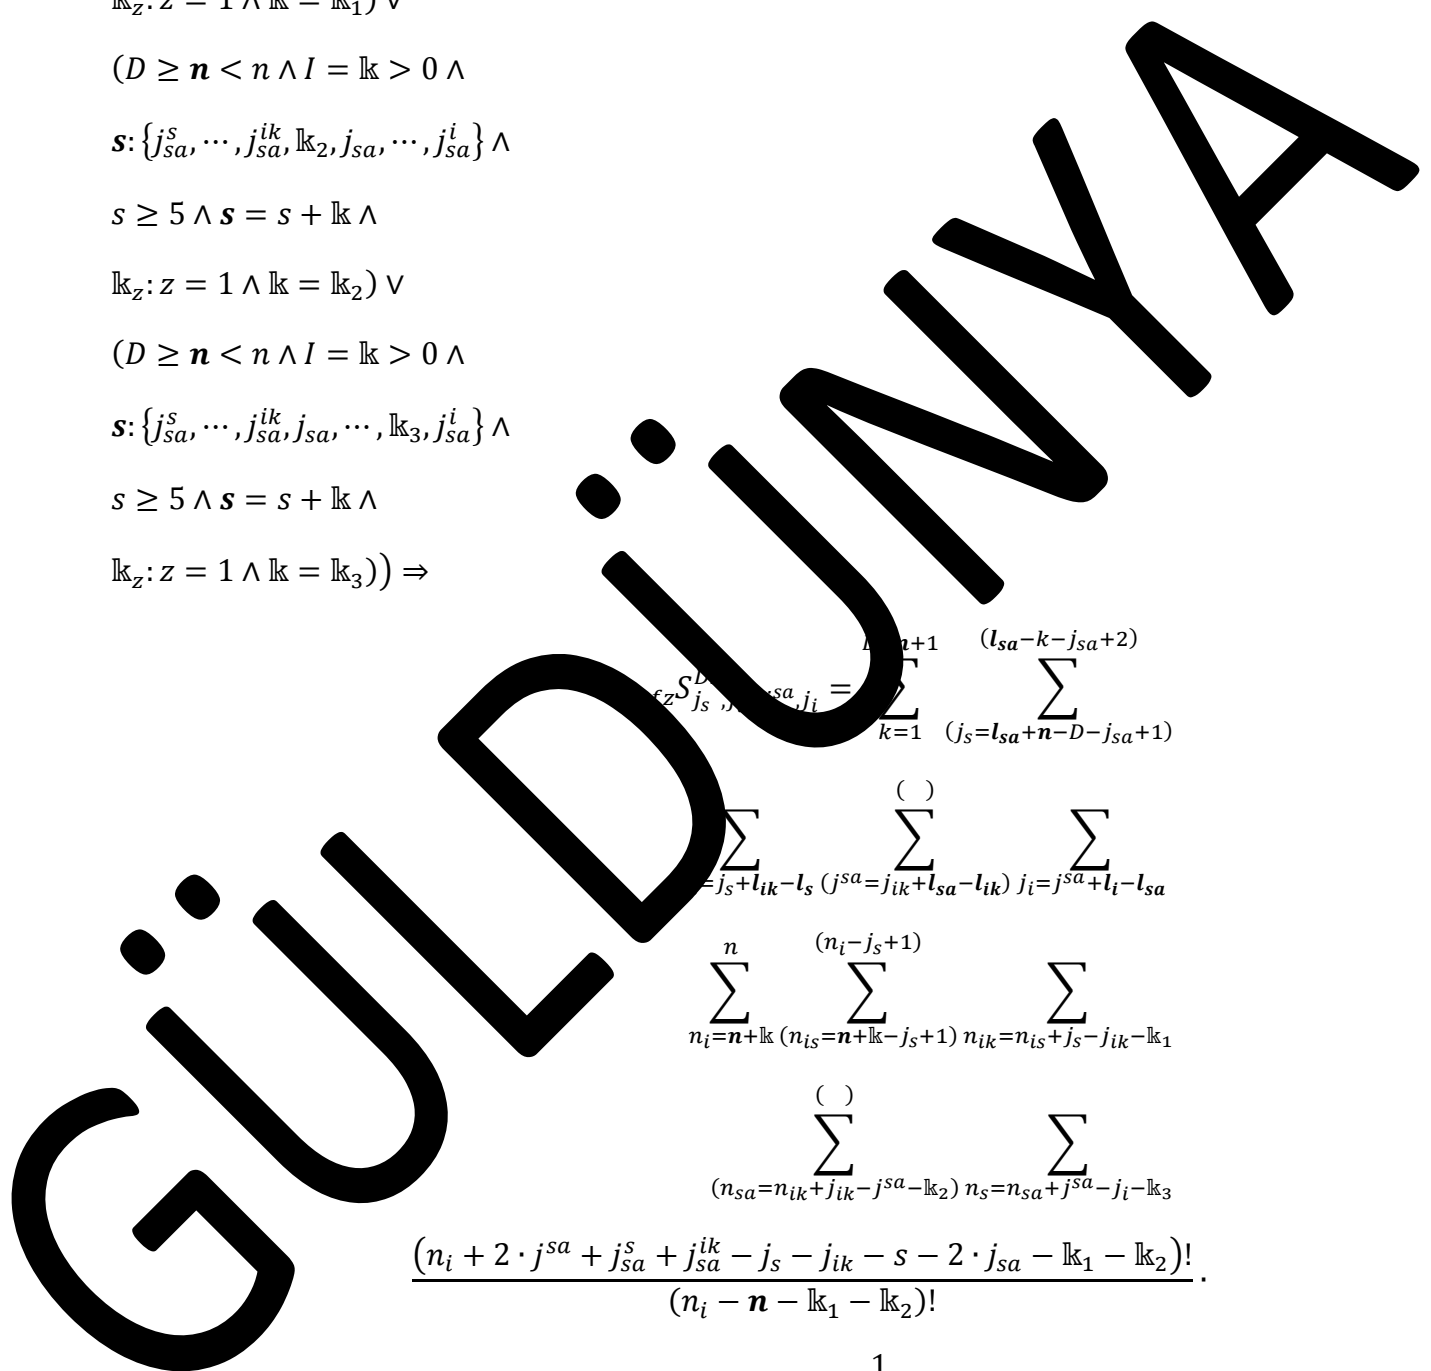 𝕜_z: z = 1 ∧ 𝕜 = 𝕜_1) ∨
(D ≥ 𝒏 < n ∧ I = 𝕜 > 0 ∧
𝒔: {j_{sa}^s, ⋯ , j_{sa}^{ik}, 𝕜_2, j_{sa}, ⋯ , j_{sa}^i} ∧
s ≥ 5 ∧ 𝒔 = s + 𝕜 ∧
𝕜_z: z = 1 ∧ 𝕜 = 𝕜_2) ∨
(D ≥ 𝒏 < n ∧ I = 𝕜 > 0 ∧
𝒔: {j_{sa}^s, ⋯ , j_{sa}^{ik}, j_{sa}, ⋯ , 𝕜_3, j_{sa}^i} ∧
s ≥ 5 ∧ 𝒔 = s + 𝕜 ∧
𝕜_z: z = 1 ∧ 𝕜 = 𝕜_3)) ⇒
+1 (𝒍_{𝒔𝒂}−k−j_{sa}+2)
S = ∑ ∑
k=1 (j_s=𝒍_{𝒔𝒂}+𝒏−D−j_{sa}+1)
( )
∑ ∑ ∑
=j_s+𝒍_{𝒊𝒌}−𝒍_𝒔 (j^{sa}=j_{ik}+𝒍_{𝒔𝒂}−𝒍_{𝒊𝒌}) j_i=j^{sa}+𝒍_𝒊−𝒍_{𝒔𝒂}
n (n_i−j_s+1)
∑ ∑ ∑
n_i=𝒏+𝕜 (n_{is}=𝒏+𝕜−j_s+1) n_{ik}=n_{is}+j_s−j_{ik}−𝕜_1
( )
∑ ∑
(n_{sa}=n_{ik}+j_{ik}−j^{sa}−𝕜_2) n_s=n_{sa}+j^{sa}−j_i−𝕜_3
(n_i + 2 · j^{sa} + j_{sa}^s + j_{sa}^{ik} − j_s − j_{ik} − s − 2 · j_{sa} − 𝕜_1 − 𝕜_2)! ·
(n_i − 𝒏 − 𝕜_1 − 𝕜_2)!
1
GÜLDÜNYA